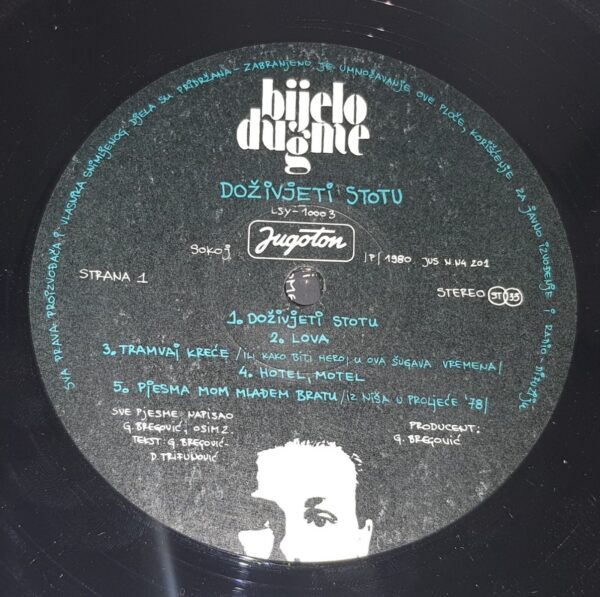 SVA PRAVA PROIZVOĐAČA I VLASNIKA SNIMLJENOG DJELA SU PRIDRŽANA - ZABRANJENO JE UMNOŽAVANJE OVE PLOČE, KORIŠĆENJE ZA JAVNO IZVOĐENJE I RADIO-DIFUZIJU
bijelo
dugme
DOŽIVJETI STOTU
LSY-10003
SOKOJ
Jugoton
|P| 1980 JUS N.N4 201
STRANA 1
STEREO ST 33
1. DOŽIVJETI STOTU
2. LOVA
3. TRAMVAJ KREĆE /ILI KAKO BITI HEROJ U OVA ŠUGAVA VREMENA/
4. HOTEL, MOTEL
5. PJESMA MOM MLAĐEM BRATU /IZ NIŠA U PROLJEĆE '78/
SVE PJESME NAPISAO
G. BREGOVIĆ, OSIM 2.
TEKST: G. BREGOVIĆ-
D. TRIFUNOVIĆ
PRODUCENT:
G. BREGOVIĆ